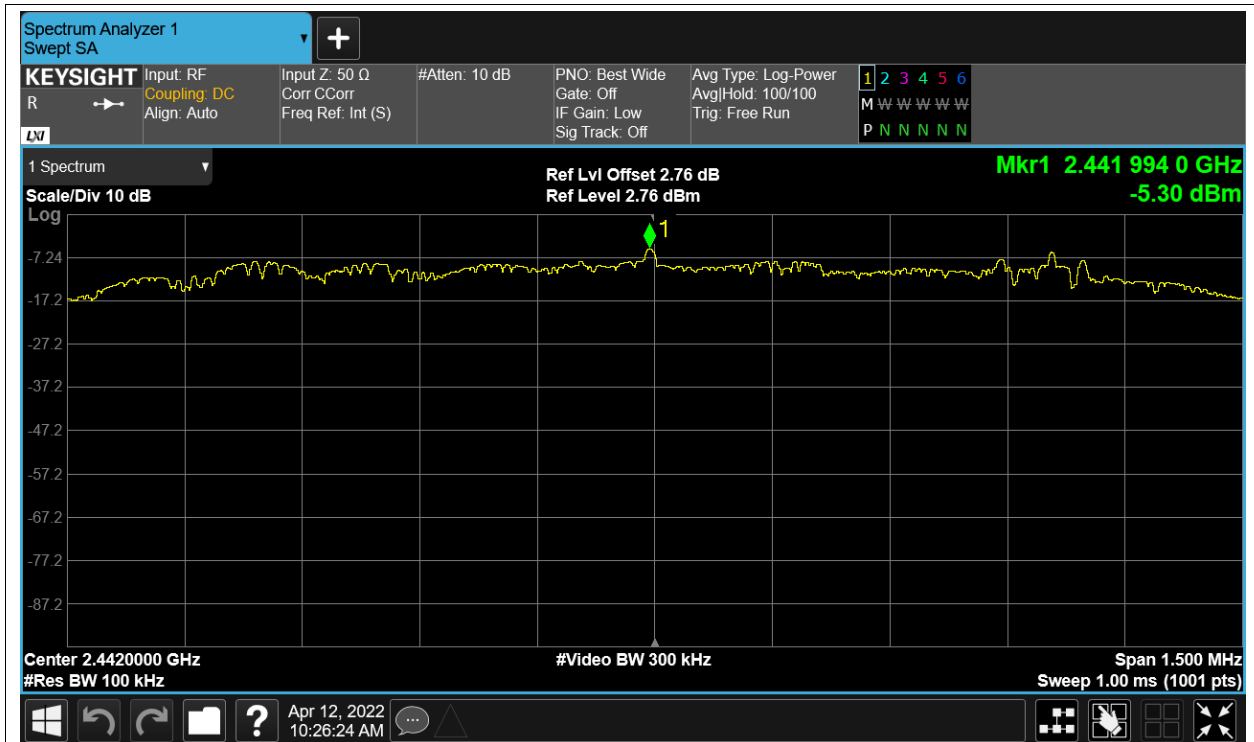 Spectrum Analyzer 1
Swept SA
KEYSIGHT
R
LXI
Input: RF
Coupling: DC
Align: Auto
Input Z: 50 Ω
Corr CCorr
Freq Ref: Int (S)
#Atten: 10 dB
PNO: Best Wide
Gate: Off
IF Gain: Low
Sig Track: Off
Avg Type: Log-Power
Avg|Hold: 100/100
Trig: Free Run
1 2 3 4 5 6
M W W W W W
P N N N N N
1 Spectrum
Scale/Div 10 dB
Log
Ref Lvl Offset 2.76 dB
Ref Level 2.76 dBm
Mkr1 2.441 994 0 GHz
-5.30 dBm
1
-7.24
-17.2
-27.2
-37.2
-47.2
-57.2
-67.2
-77.2
-87.2
Center 2.4420000 GHz
#Res BW 100 kHz
#Video BW 300 kHz
Span 1.500 MHz
Sweep 1.00 ms (1001 pts)
?
Apr 12, 2022
10:26:24 AM